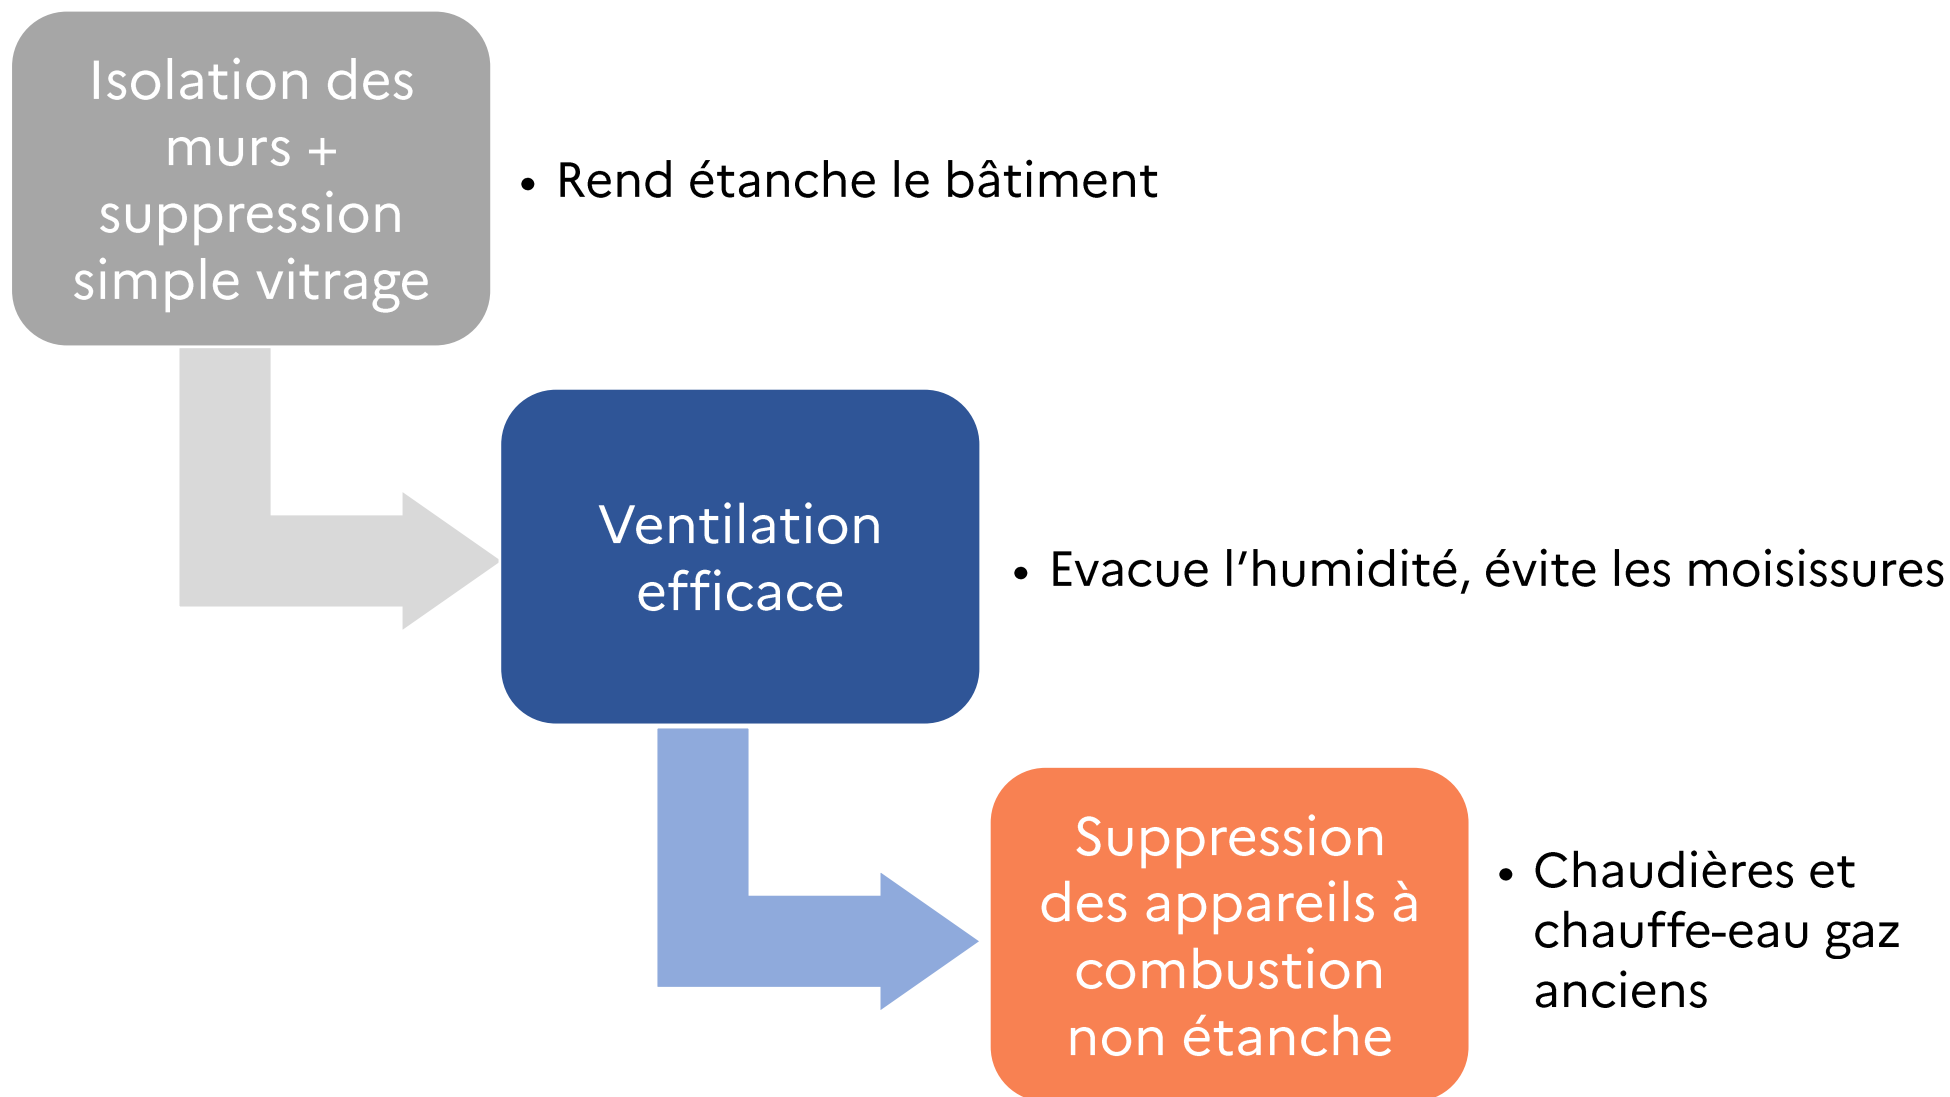 Isolation des
murs +
suppression
simple vitrage
• Rend étanche le bâtiment
Ventilation
efficace
• Evacue l’humidité, évite les moisissures
Suppression
des appareils à
combustion
non étanche
• Chaudières et
chauffe-eau gaz
anciens